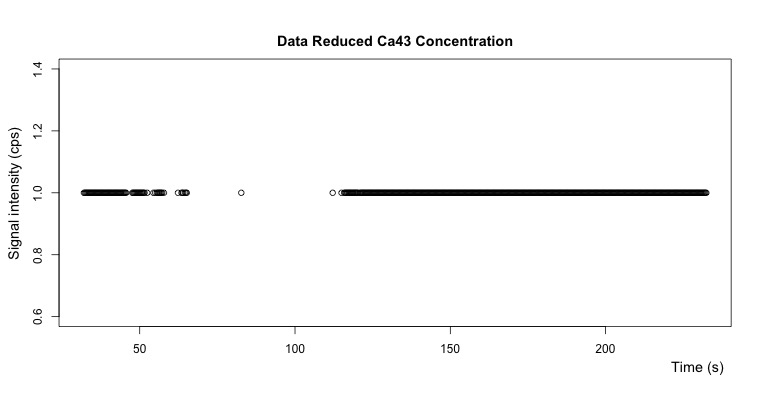 Data Reduced Ca43 Concentration
Signal intensity (cps)
1.4
1.2
1.0
0.8
0.6
50 100 150 200
Time (s)